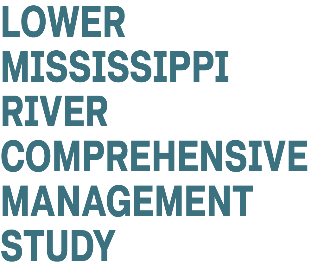 LOWER
MISSISSIPPI
RIVER
COMPREHENSIVE
MANAGEMENT
STUDY